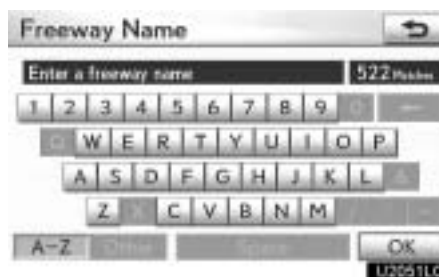 Freeway Name
Enter a freeway name 522 Matches
1 2 3 4 5 6 7 8 9 0
Q W E R T Y U I O P
A S D F G H J K L &
Z X C V B N M / -
A-Z Other Space OK